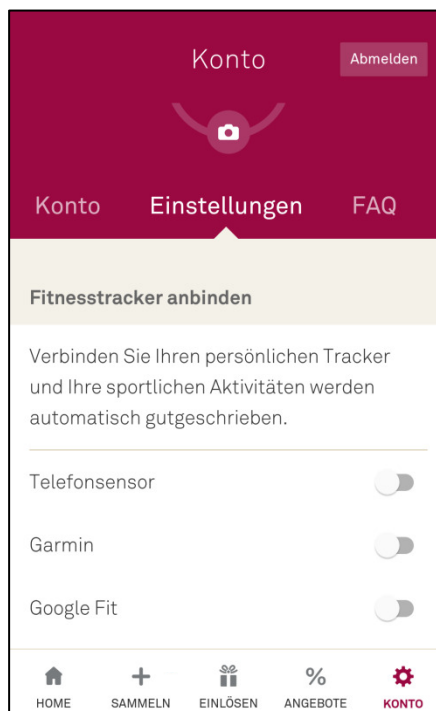 Konto
Abmelden
Konto Einstellungen FAQ
Fitnesstracker anbinden
Verbinden Sie Ihren persönlichen Tracker
und Ihre sportlichen Aktivitäten werden
automatisch gutgeschrieben.
Telefonsensor
Garmin
Google Fit
HOME SAMMELN EINLÖSEN ANGEBOTE KONTO